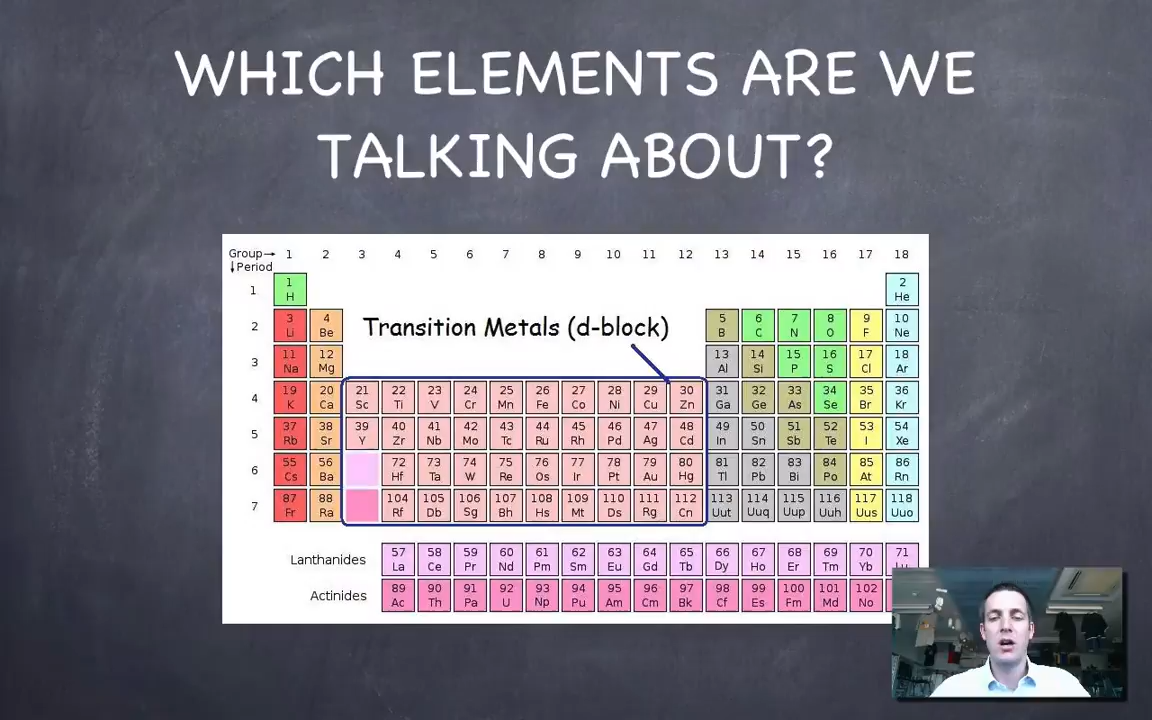 WHICH ELEMENTS ARE WE
TALKING ABOUT?
Group→ 1 2 3 4 5 6 7 8 9 10 11 12 13 14 15 16 17 18
↓Period
1 1 2
H He
Transition Metals (d-block)
2 3 4 5 6 7 8 9 10
Li Be B C N O F Ne
3 11 12 13 14 15 16 17 18
Na Mg Al Si P S Cl Ar
4 19 20 21 22 23 24 25 26 27 28 29 30 31 32 33 34 35 36
K Ca Sc Ti V Cr Mn Fe Co Ni Cu Zn Ga Ge As Se Br Kr
5 37 38 39 40 41 42 43 44 45 46 47 48 49 50 51 52 53 54
Rb Sr Y Zr Nb Mo Tc Ru Rh Pd Ag Cd In Sn Sb Te I Xe
6 55 56 72 73 74 75 76 77 78 79 80 81 82 83 84 85 86
Cs Ba Hf Ta W Re Os Ir Pt Au Hg Tl Pb Bi Po At Rn
7 87 88 104 105 106 107 108 109 110 111 112 113 114 115 116 117 118
Fr Ra Rf Db Sg Bh Hs Mt Ds Rg Cn Uut Uuq Uup Uuh Uus Uuo
Lanthanides 57 58 59 60 61 62 63 64 65 66 67 68 69 70 71
La Ce Pr Nd Pm Sm Eu Gd Tb Dy Ho Er Tm Yb
Actinides 89 90 91 92 93 94 95 96 97 98 99 100 101 102
Ac Th Pa U Np Pu Am Cm Bk Cf Es Fm Md No